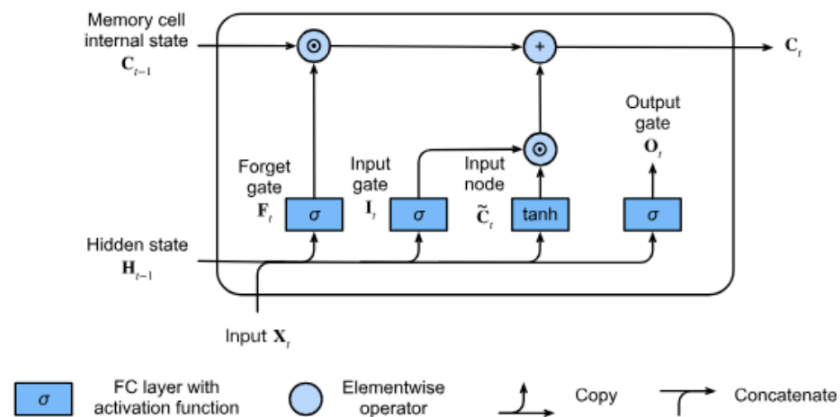 Memory cell
internal state
C_{t−1}
C_t
+
Output
gate
O_t
Forget
gate
F_t
Input
gate
I_t
Input
node
C̃_t
σ
σ
tanh
σ
Hidden state
H_{t−1}
Input X_t
σ
FC layer with
activation function
Elementwise
operator
Copy
Concatenate